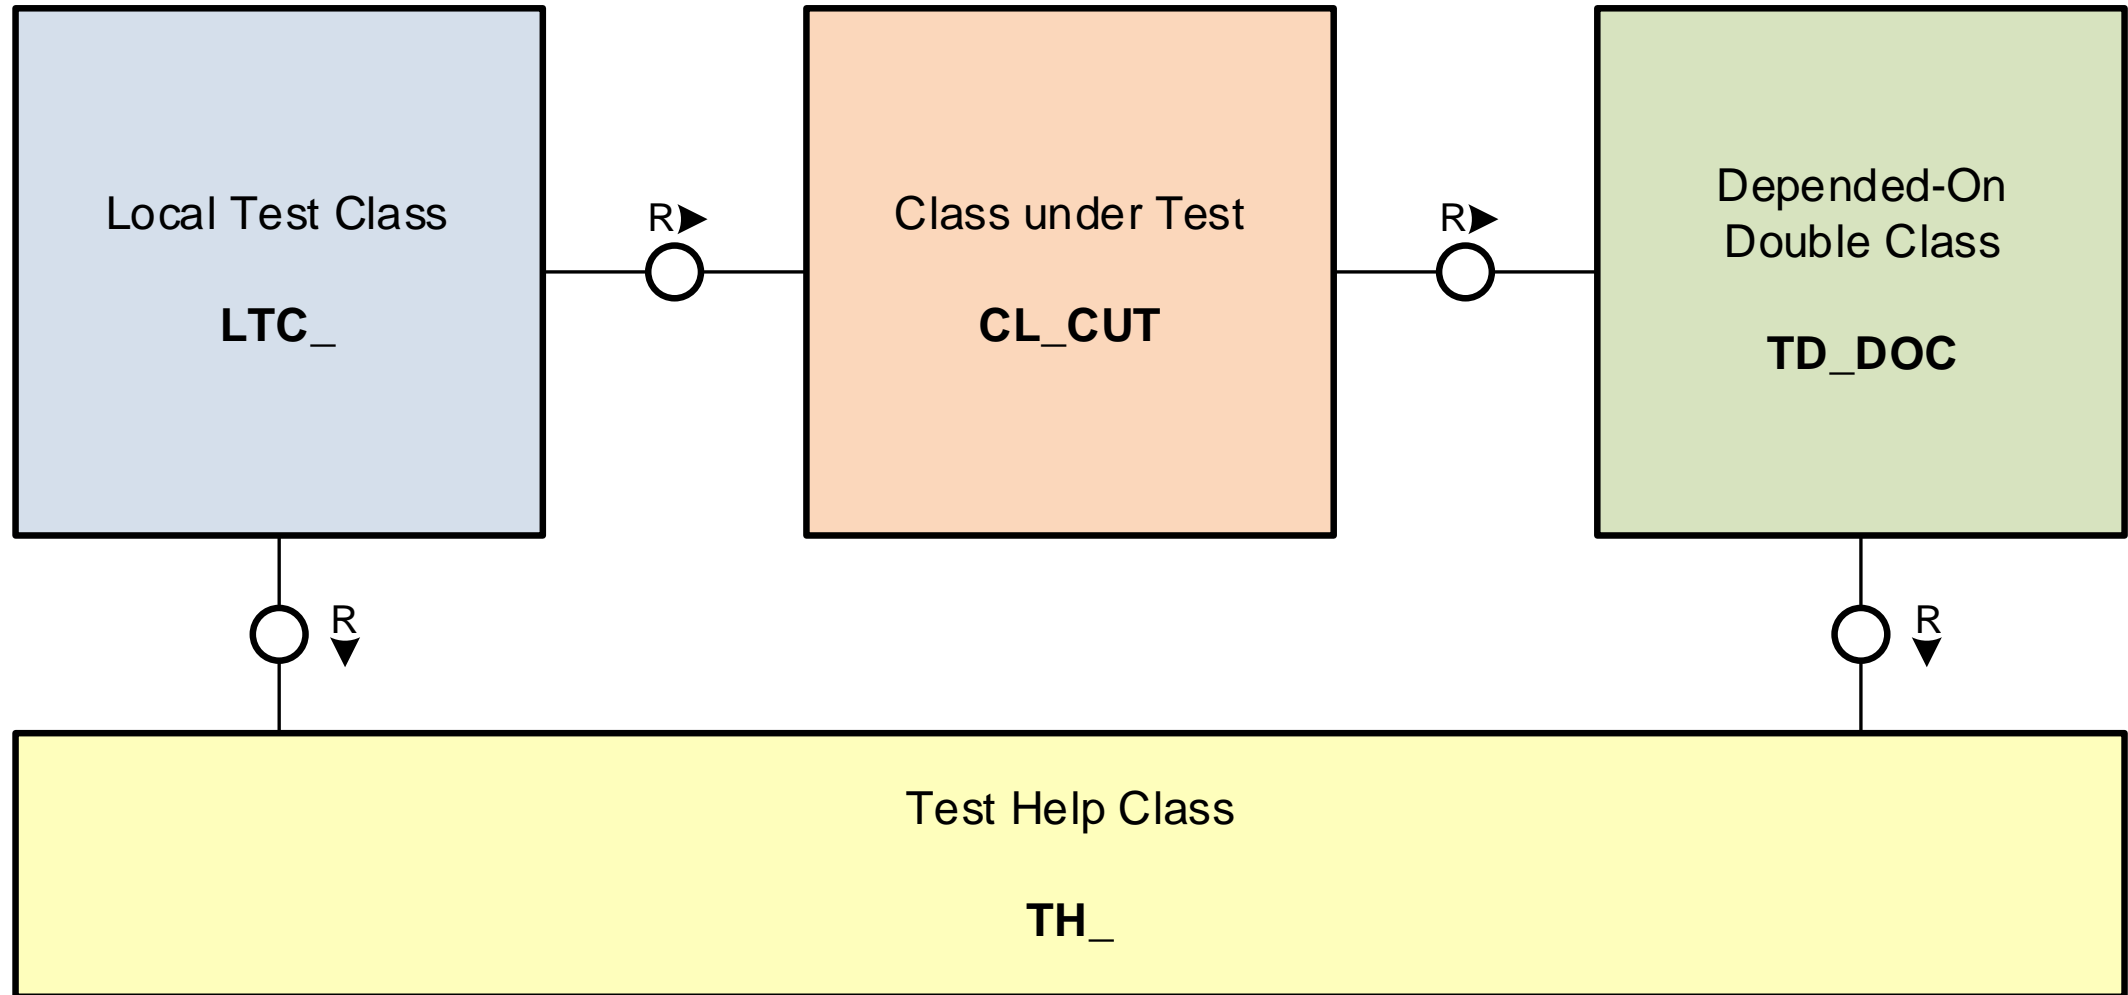 Local Test Class
LTC_
R
Class under Test
CL_CUT
R
Depended-On
Double Class
TD_DOC
R
R
Test Help Class
TH_